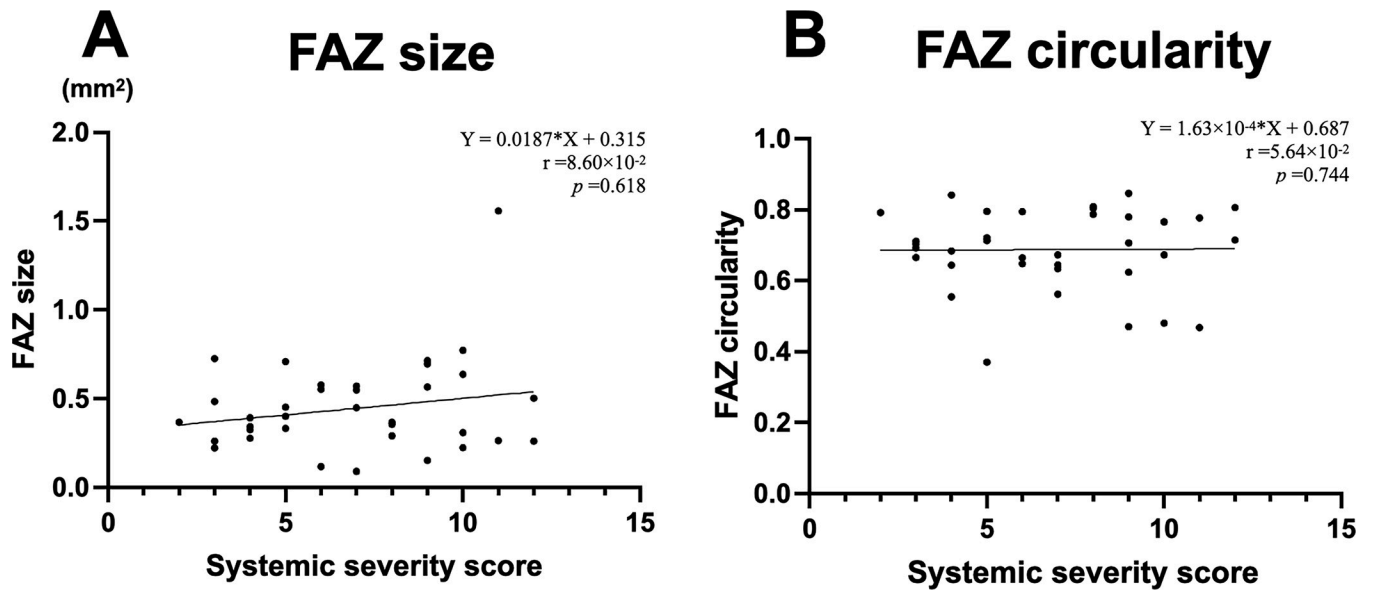 A
FAZ size
(mm²)
Y = 0.0187*X + 0.315
r =8.60×10⁻²
p =0.618
2.0
1.5
1.0
0.5
0.0
FAZ size
0
5
10
15
Systemic severity score
B
FAZ circularity
Y = 1.63×10⁻⁴*X + 0.687
r =5.64×10⁻²
p =0.744
1.0
0.8
0.6
0.4
0.2
0.0
FAZ circularity
0
5
10
15
Systemic severity score